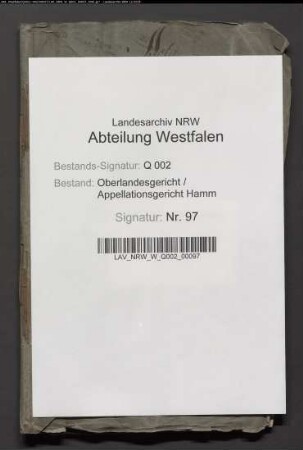 Landesarchiv NRW
Abteilung Westfalen
Bestands-Signatur: Q 002
Bestand: Oberlandesgericht /
Appellationsgericht Hamm
Signatur: Nr. 97
LAV_NRW_W_Q002_00097